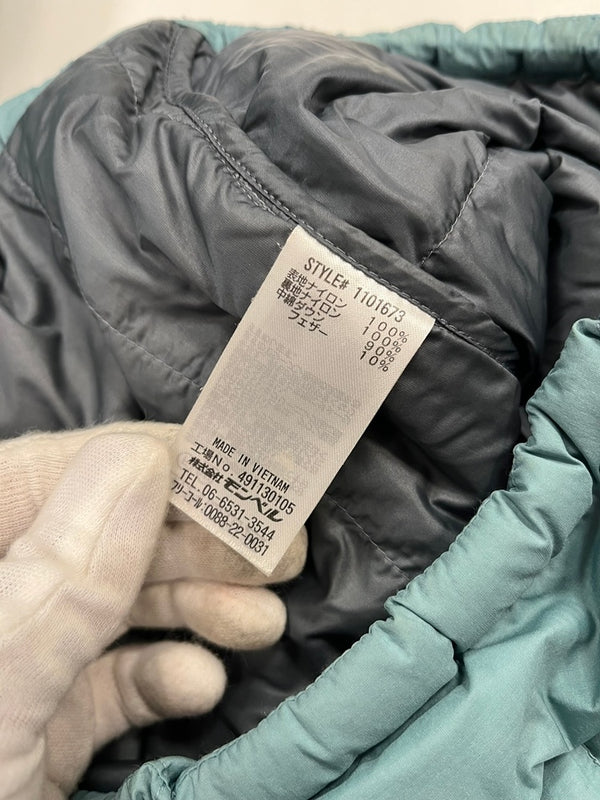 STYLE# 1101673
表地ナイロン 100%
裏地ナイロン 100%
中綿ダウン 90%
フェザー 10%
MADE IN VIETNAM
工場No. 491130105
株式会社モンベル
TEL. 06-6531-3544
フリーコール:0088-22-0031